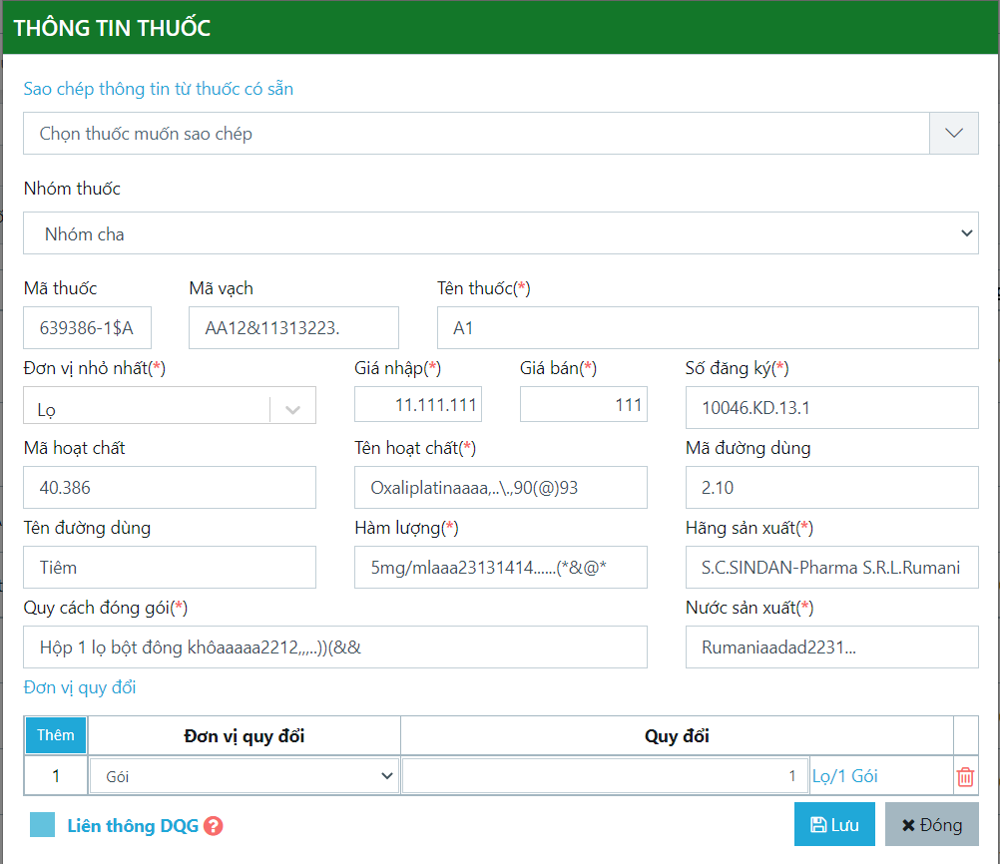 THÔNG TIN THUỐC
Sao chép thông tin từ thuốc có sẵn
Chọn thuốc muốn sao chép
Nhóm thuốc
Nhóm cha
Mã thuốc Mã vạch Tên thuốc(*)
639386-1$A AA12&11313223. A1
Đơn vị nhỏ nhất(*) Giá nhập(*) Giá bán(*) Số đăng ký(*)
Lọ 11.111.111 111 10046.KD.13.1
Mã hoạt chất Tên hoạt chất(*) Mã đường dùng
40.386 Oxaliplatinaaaa,..\.,90(@)93 2.10
Tên đường dùng Hàm lượng(*) Hãng sản xuất(*)
Tiêm 5mg/mlaaa23131414......(*&@* S.C.SINDAN-Pharma S.R.L.Rumani
Quy cách đóng gói(*) Nước sản xuất(*)
Hộp 1 lọ bột đông khôaaaaa2212,,,..))(&& Rumaniaadad2231...
Đơn vị quy đổi
Thêm Đơn vị quy đổi Quy đổi
1 Gói 1 Lọ/1 Gói
Liên thông DQG ? Lưu Đóng